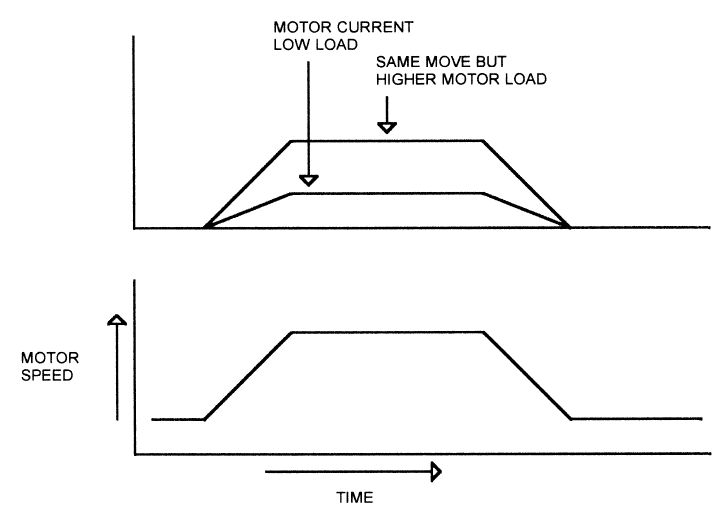 MOTOR CURRENT
LOW LOAD
SAME MOVE BUT
HIGHER MOTOR LOAD
MOTOR
SPEED
TIME